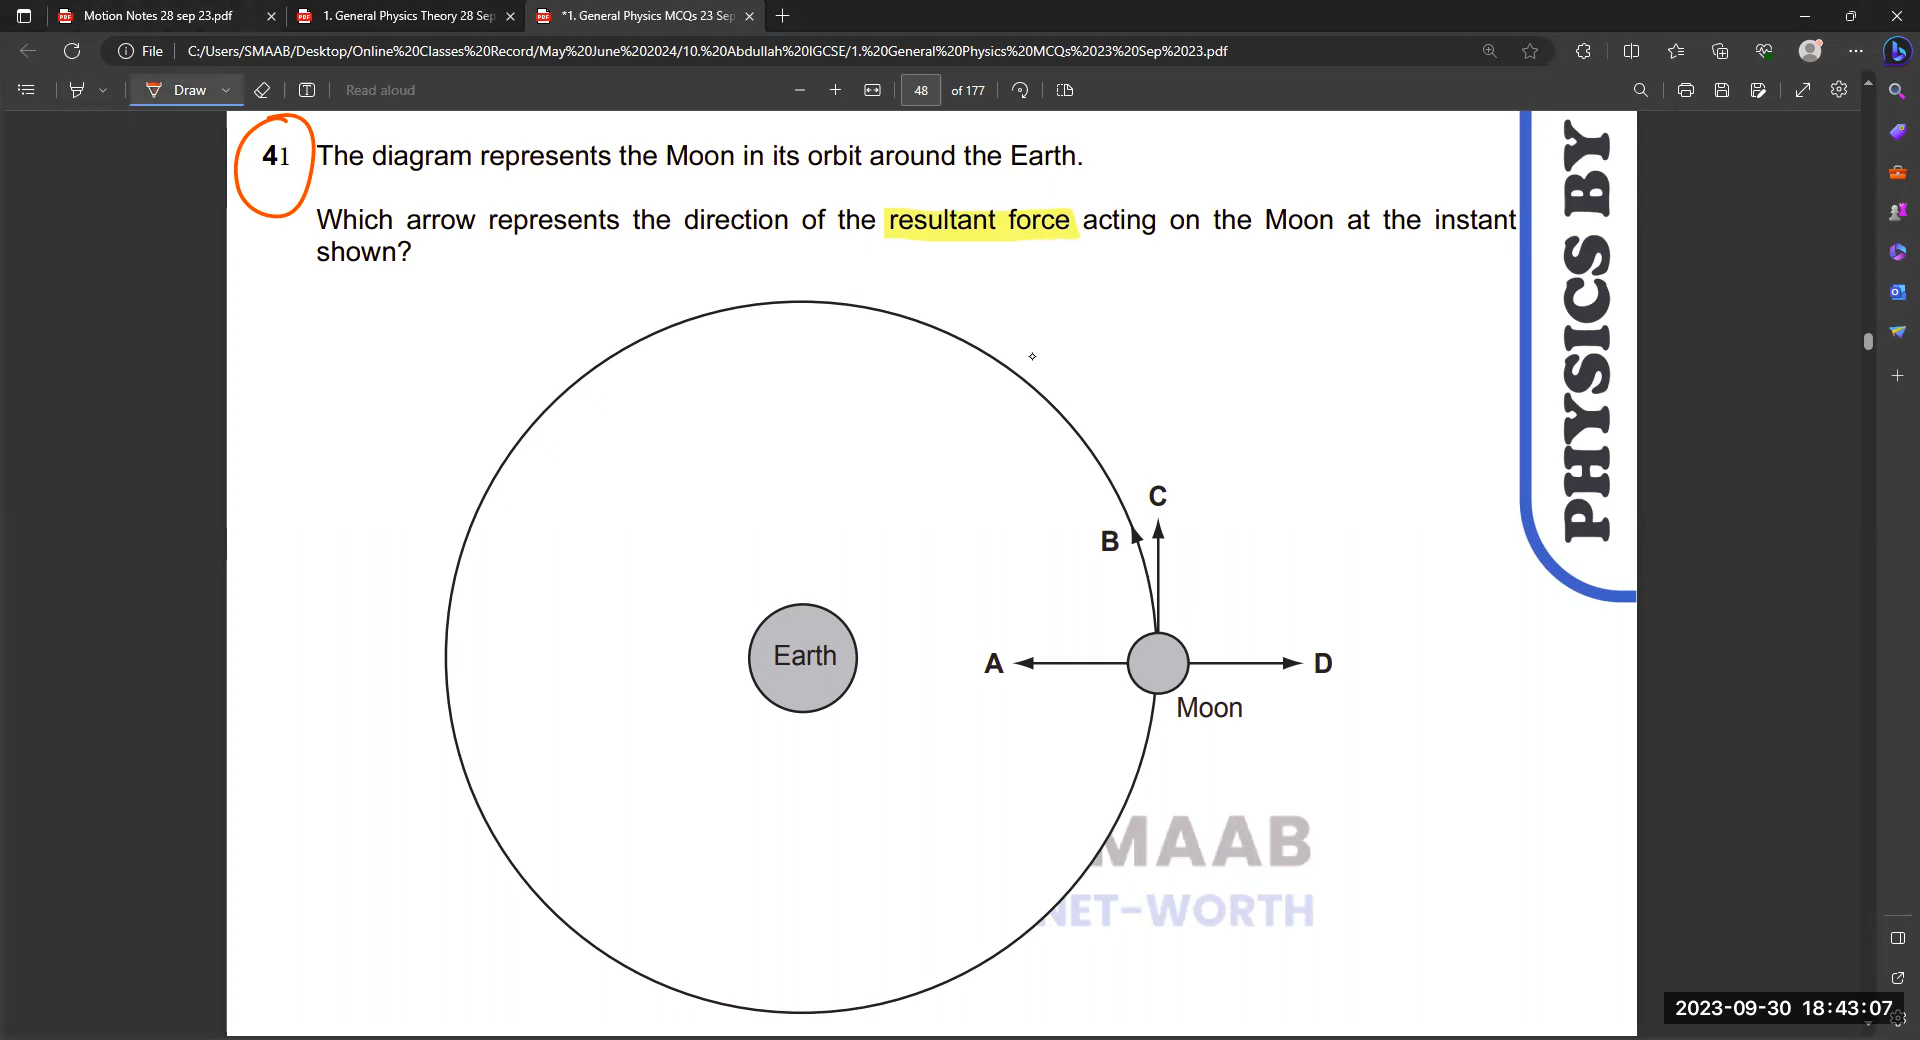 Motion Notes 28 sep 23.pdf
1. General Physics Theory 28 Sep
*1. General Physics MCQs 23 Sep
File
C:/Users/SMAAB/Desktop/Online%20Classes%20Record/May%20June%202024/10.%20Abdullah%20IGCSE/1.%20General%20Physics%20MCQs%2023%20Sep%2023.pdf
Draw
Read aloud
48
of 177
41 The diagram represents the Moon in its orbit around the Earth.
Which arrow represents the direction of the resultant force acting on the Moon at the instant
shown?
C
B
Earth
A
D
Moon
MAAB
NET-WORTH
PHYSICS BY
2023-09-30 18:43:07